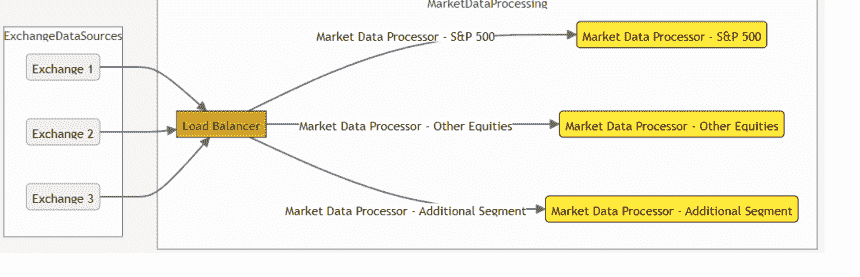 MarketDataProcessing
ExchangeDataSources
Exchange 1
Exchange 2
Exchange 3
Load Balancer
Market Data Processor - S&P 500
Market Data Processor - S&P 500
Market Data Processor - Other Equities
Market Data Processor - Other Equities
Market Data Processor - Additional Segment
Market Data Processor - Additional Segment